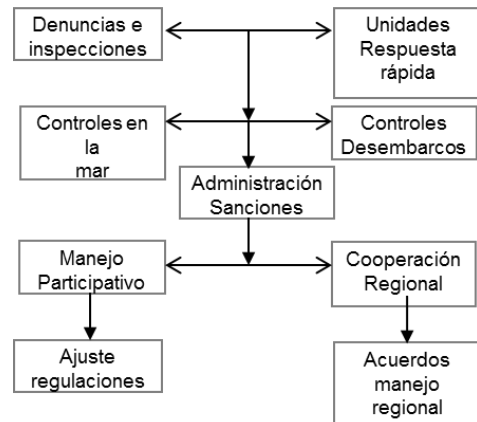 Denuncias e
inspecciones
Unidades
Respuesta
rápida
Controles en
la
mar
Controles
Desembarcos
Administración
Sanciones
Manejo
Participativo
Cooperación
Regional
Ajuste
regulaciones
Acuerdos
manejo
regional